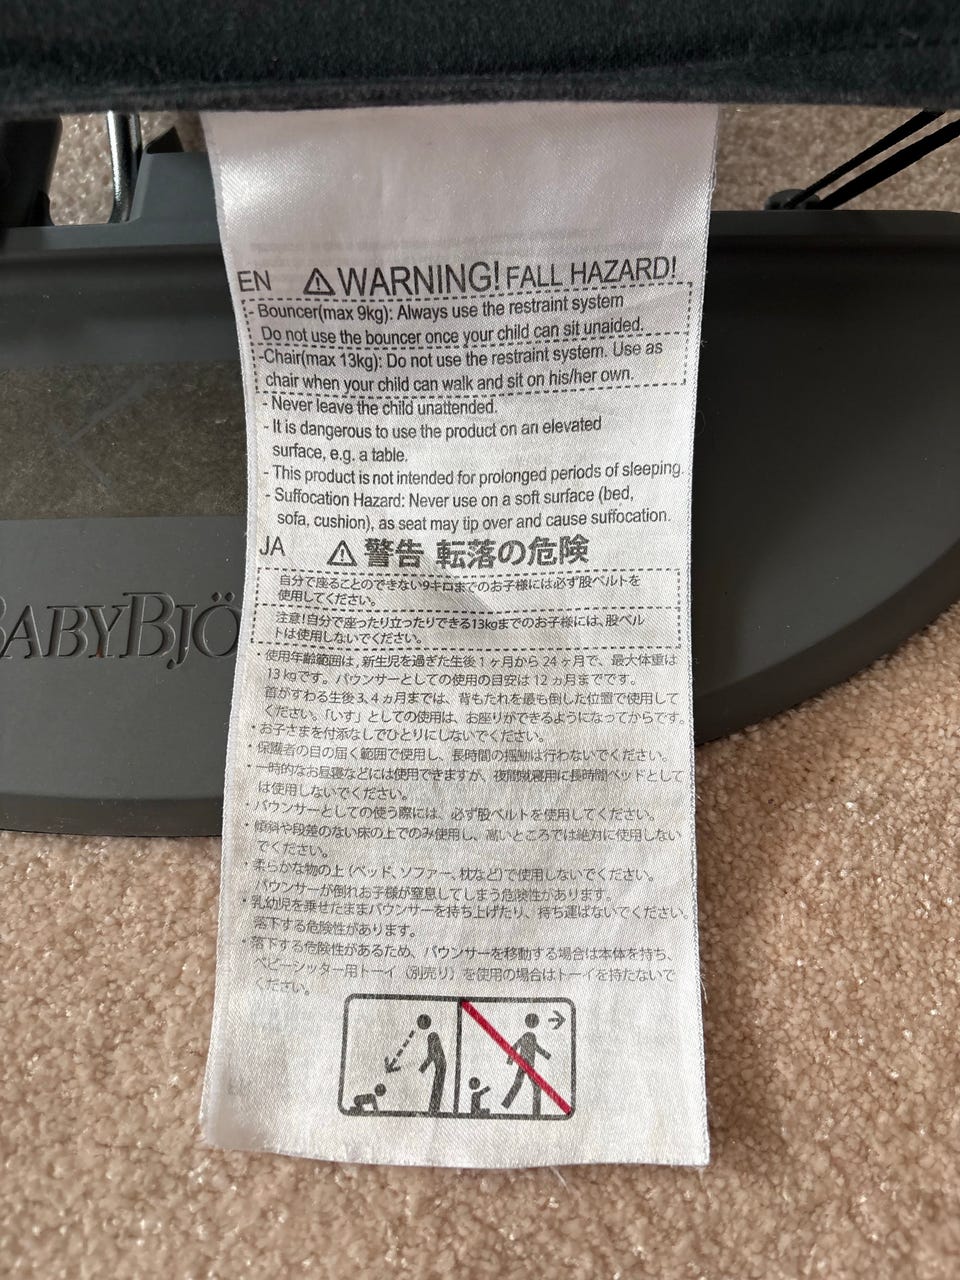 EN ⚠WARNING! FALL HAZARD!
- Bouncer(max 9kg): Always use the restraint system
Do not use the bouncer once your child can sit unaided.
-Chair(max 13kg): Do not use the restraint system. Use as
chair when your child can walk and sit on his/her own.
- Never leave the child unattended.
- It is dangerous to use the product on an elevated
surface, e.g. a table.
- This product is not intended for prolonged periods of sleeping.
- Suffocation Hazard: Never use on a soft surface (bed,
sofa, cushion), as seat may tip over and cause suffocation.
JA ⚠警告 転落の危険
自分で座ることのできない9キロまでのお子様には必ず股ベルトを
使用してください。
注意!自分で座ったり立ったりできる13kgまでのお子様には、股ベル
トは使用しないでください。
・使用年齢範囲は、新生児を過ぎた生後1ヶ月から24ヶ月で、最大体重は
13kgです。バウンサーとしての使用の目安は12ヵ月までです。
首がすわる生後3,4ヵ月までは、背もたれを最も倒した位置で使用して
ください。「いす」としての使用は、お座りができるようになってからです。
・お子さまを付添なしでひとりにしないでください。
・保護者の目の届く範囲で使用し、長時間の揺動は行わないでください。
・一時的なお昼寝などには使用できますが、夜間就寝用に長時間ベッドとして
は使用しないでください。
・バウンサーとしての使う際には、必ず股ベルトを使用してください。
・傾斜や段差のない床の上でのみ使用し、高いところでは絶対に使用しない
でください。
・柔らかな物の上(ベッド、ソファー、枕など)で使用しないでください。
バウンサーが倒れお子様が窒息してしまう危険性があります。
・乳幼児を乗せたままバウンサーを持ち上げたり、持ち運ばないでください。
落下する危険性があります。
・落下する危険性があるため、バウンサーを移動する場合は本体を持ち、
ベビーシッター用トーイ(別売り)を使用の場合はトーイを持たないで
ください。
BABYBJÖ